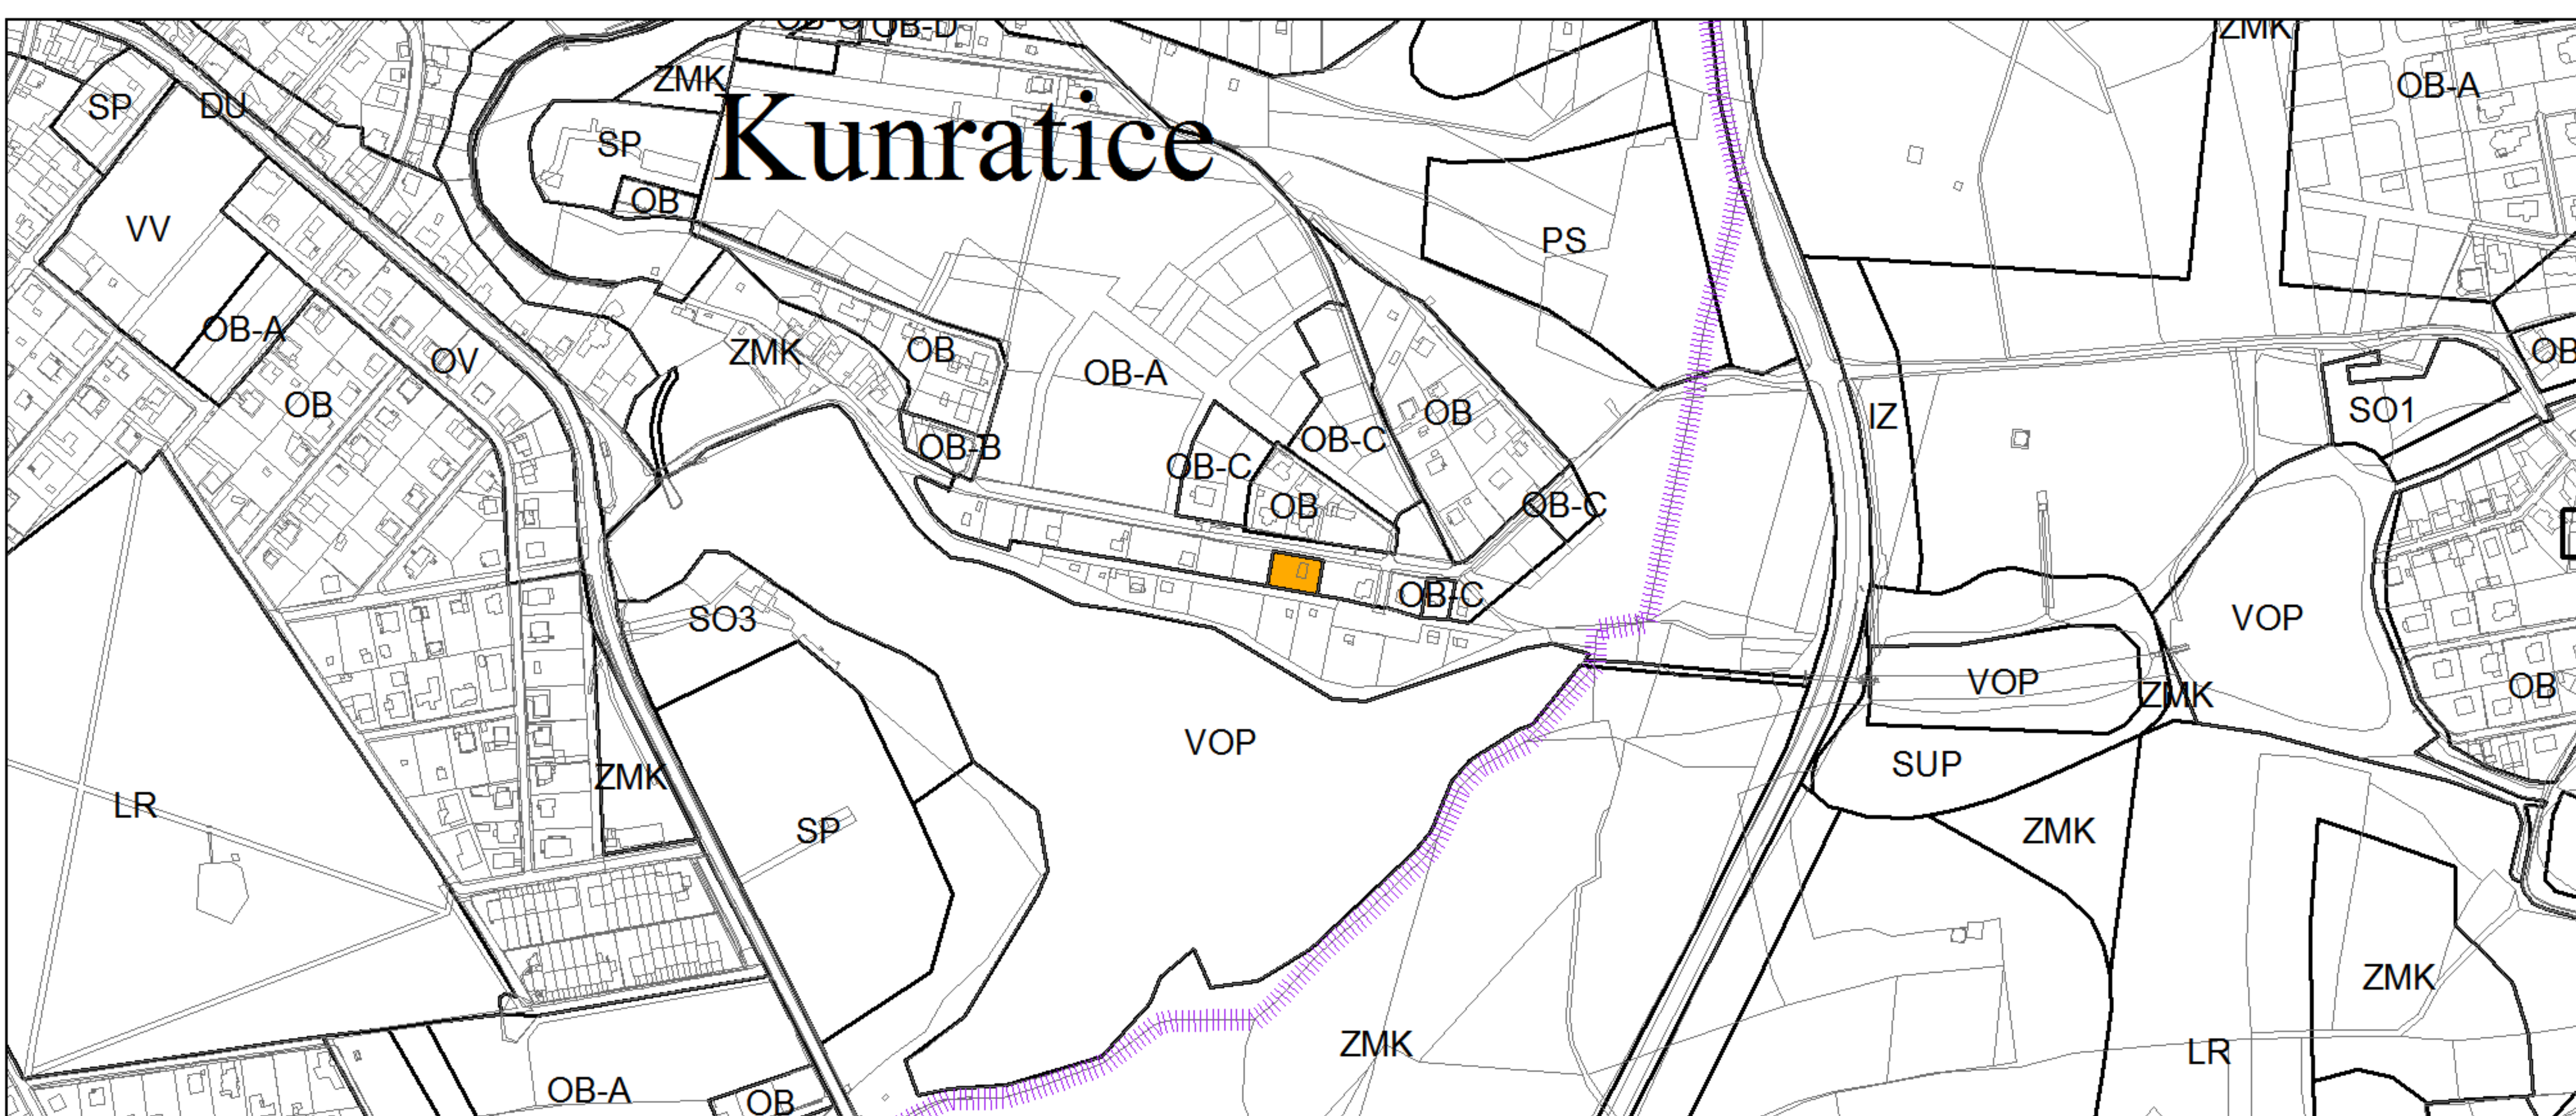 OB-C
OB-D
ZMK
ZMK
OB-A
SP
DU
ZMK
SP
Kunratice
OB
VV
PS
OB-A
OV
ZMK
OB
OB-A
OB
SO1
OB
OB
IZ
OB-B
OB-C
OB-C
OB
OB-C
OB-C
SO3
VOP
VOP
VOP
ZMK
OB
SUP
ZMK
LR
SP
ZMK
ZMK
ZMK
LR
OB-A
OB